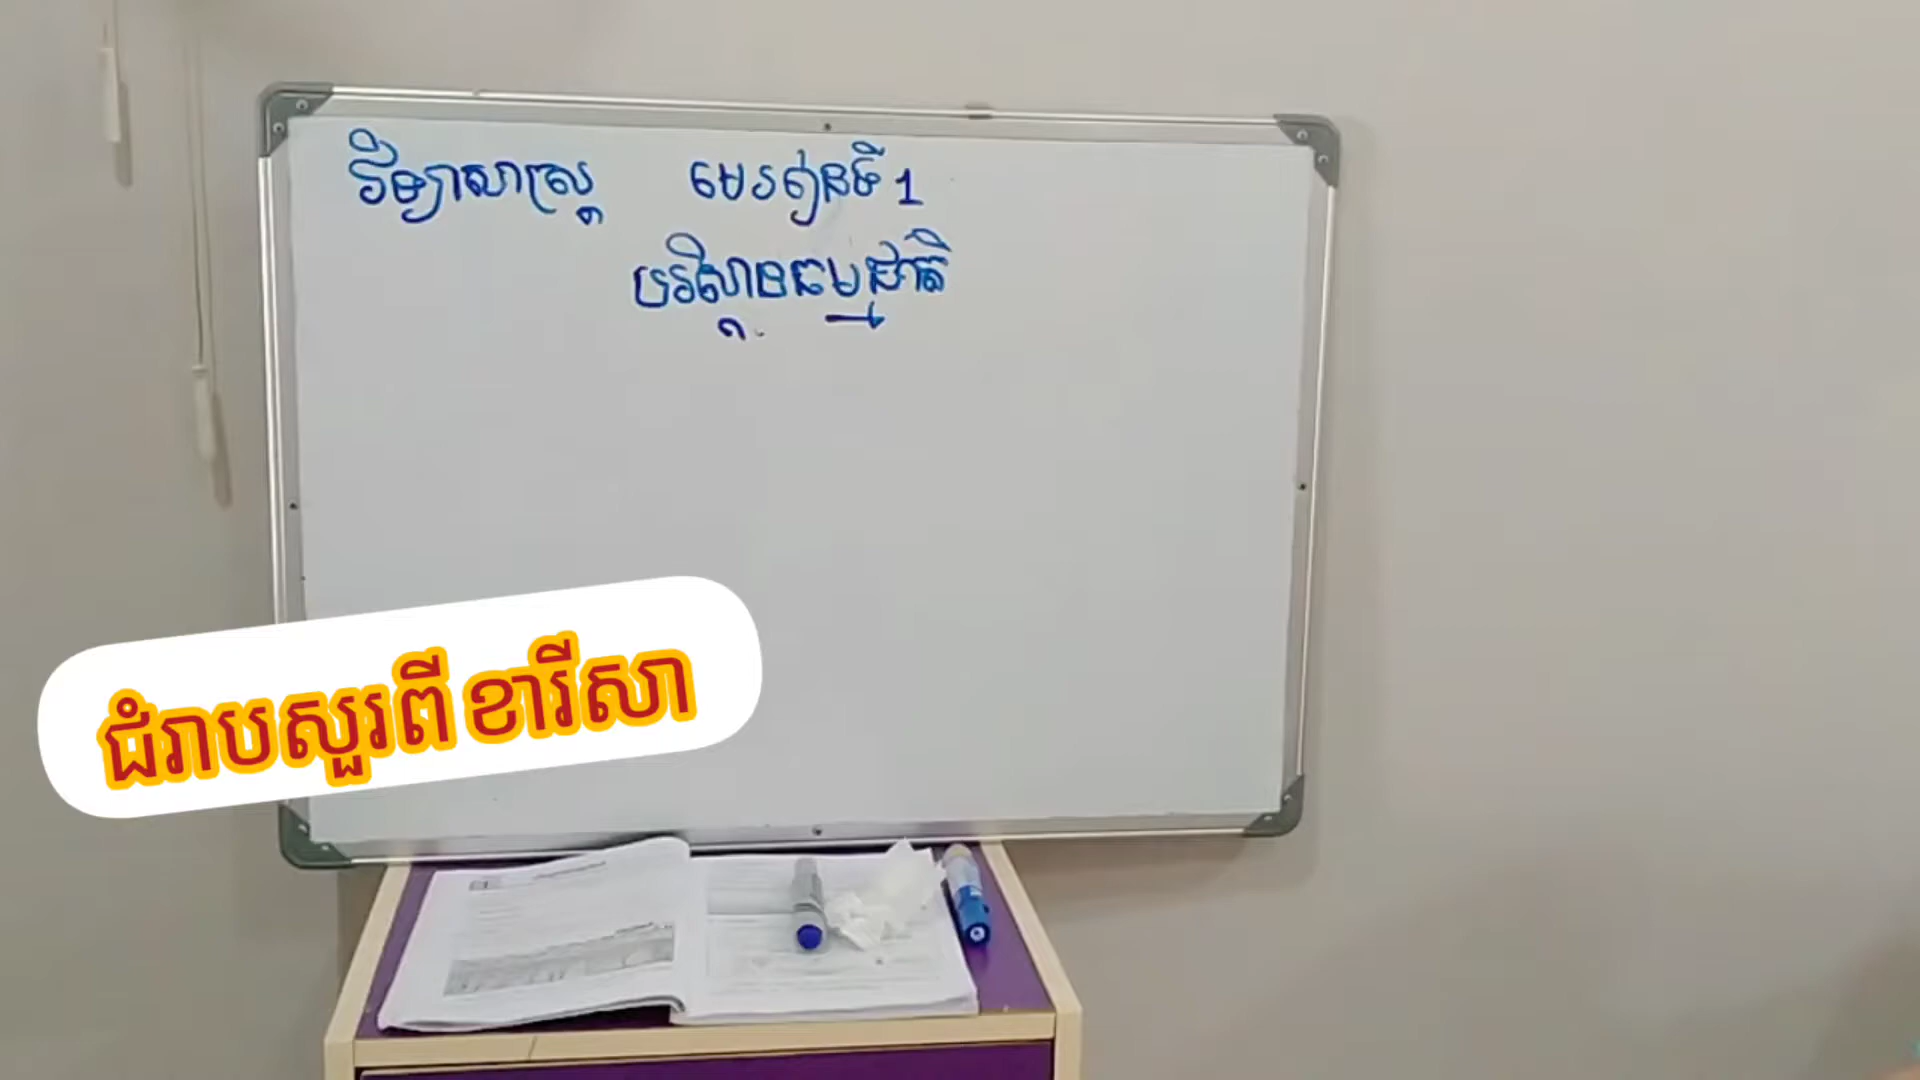 វិទ្យាសាស្ត្រ មេរៀនទី 1
បរិស្ថានធម្មជាតិ
ជំរាបសួរពី ខារីសា